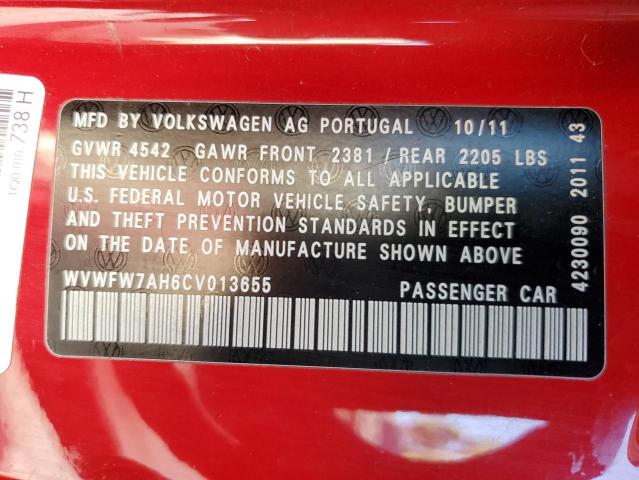 MFD BY VOLKSWAGEN AG PORTUGAL 10/11
GVWR 4542 GAWR FRONT 2381 / REAR 2205 LBS
THIS VEHICLE CONFORMS TO ALL APPLICABLE
U.S. FEDERAL MOTOR VEHICLE SAFETY, BUMPER
AND THEFT PREVENTION STANDARDS IN EFFECT
ON THE DATE OF MANUFACTURE SHOWN ABOVE
WVWFW7AH6CV013655 PASSENGER CAR
4230090 2011 43
738 H